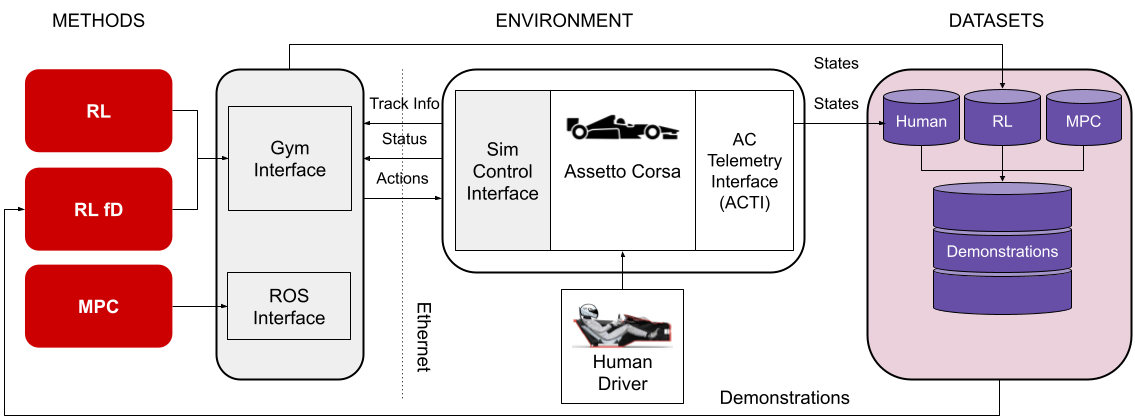 METHODS
ENVIRONMENT
DATASETS
RL
RL fD
MPC
Gym
Interface
ROS
Interface
Track Info
Status
Actions
Ethernet
Sim
Control
Interface
Assetto Corsa
AC
Telemetry
Interface
(ACTI)
Human
Driver
States
States
Human
RL
MPC
Demonstrations
Demonstrations